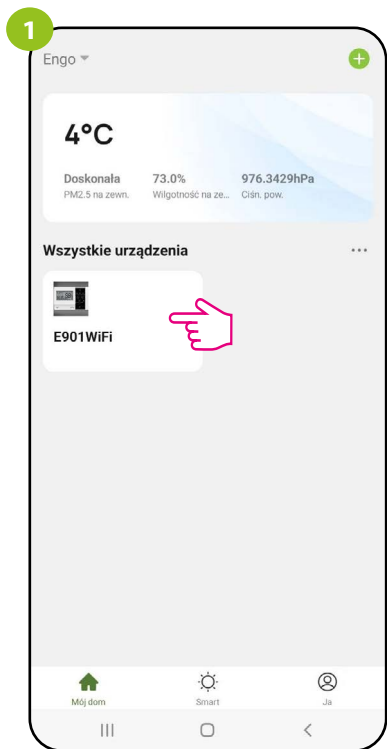 1
Engo
4°C
Doskonała 73.0% 976.3429hPa
PM2.5 na zewn. Wilgotność na ze... Ciśn. pow.
Wszystkie urządzenia
E901WiFi
Mój dom Smart Ja